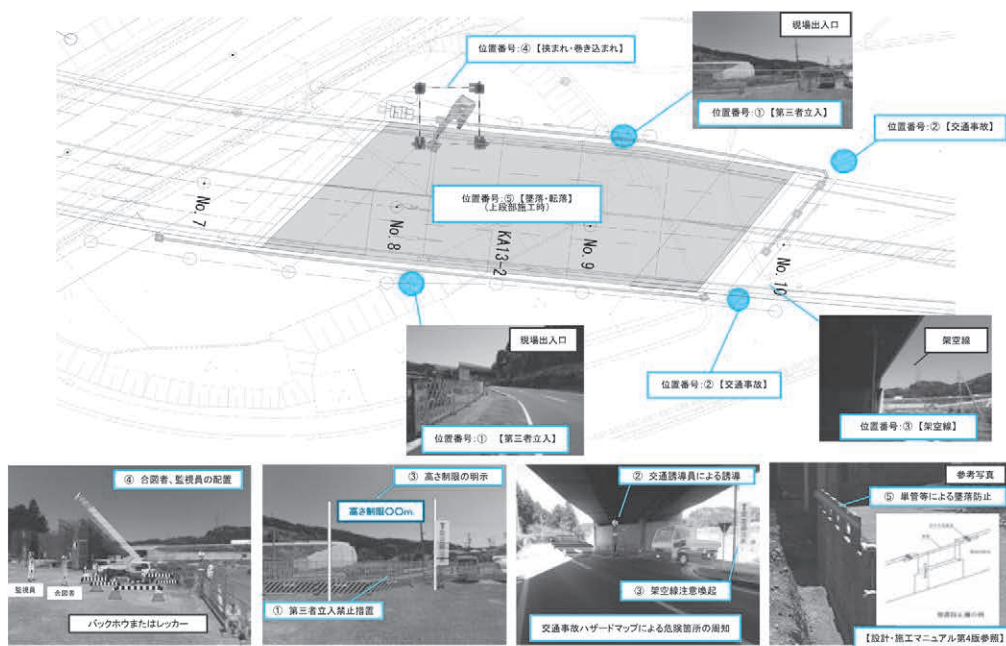 位置番号:④【挟まれ・巻き込まれ】
現場出入口
位置番号:①【第三者立入】
位置番号:②【交通事故】
位置番号:⑤【墜落・転落】
(上段部施工時)
No. 7
No. 8
KA13-2
No. 9
No. 10
現場出入口
位置番号:① 【第三者立入】
位置番号:②【交通事故】
架空線
位置番号:③【架空線】
④ 合図者、監視員の配置
監視員
合図者
バックホウまたはレッカー
③ 高さ制限の明示
高さ制限〇〇m
① 第三者立入禁止措置
② 交通誘導員による誘導
③ 架空線注意喚起
交通事故ハザードマップによる危険箇所の周知
参考写真
⑤ 単管等による墜落防止
【設計・施工マニュアル第4版参照】